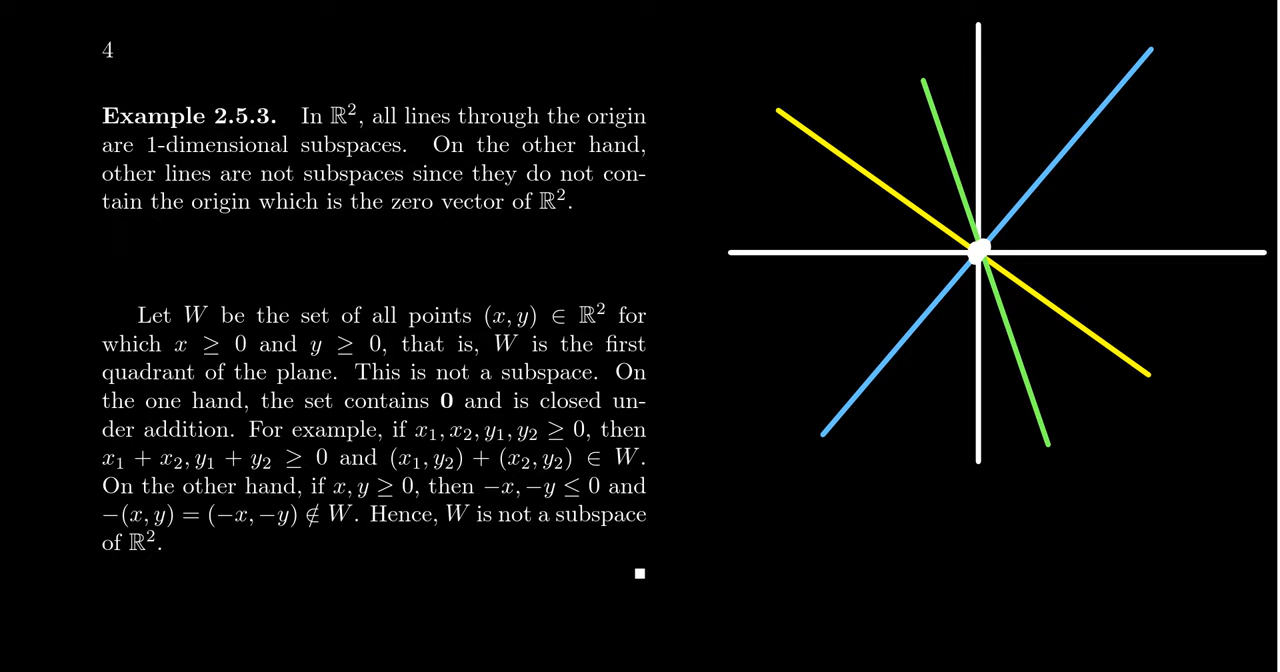 4
Example 2.5.3. In ℝ², all lines through the origin
are 1-dimensional subspaces. On the other hand,
other lines are not subspaces since they do not con-
tain the origin which is the zero vector of ℝ².
Let W be the set of all points (x, y) ∈ ℝ² for
which x ≥ 0 and y ≥ 0, that is, W is the first
quadrant of the plane. This is not a subspace. On
the one hand, the set contains 0 and is closed un-
der addition. For example, if x₁, x₂, y₁, y₂ ≥ 0, then
x₁ + x₂, y₁ + y₂ ≥ 0 and (x₁, y₂) + (x₂, y₂) ∈ W.
On the other hand, if x, y ≥ 0, then −x, −y ≤ 0 and
−(x, y) = (−x, −y) ∉ W. Hence, W is not a subspace
of ℝ².